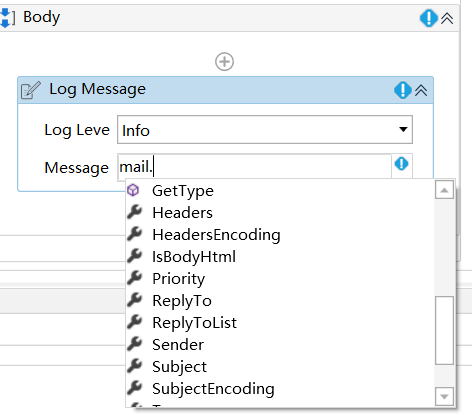 Body
Log Message
Log Leve Info
Message mail.
GetType
Headers
HeadersEncoding
IsBodyHtml
Priority
ReplyTo
ReplyToList
Sender
Subject
SubjectEncoding